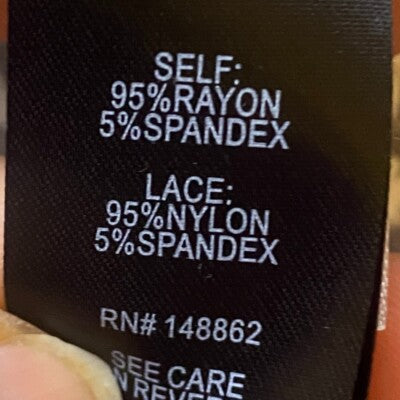 SELF:
95%RAYON
5%SPANDEX
LACE:
95%NYLON
5%SPANDEX
RN# 148862
SEE CARE